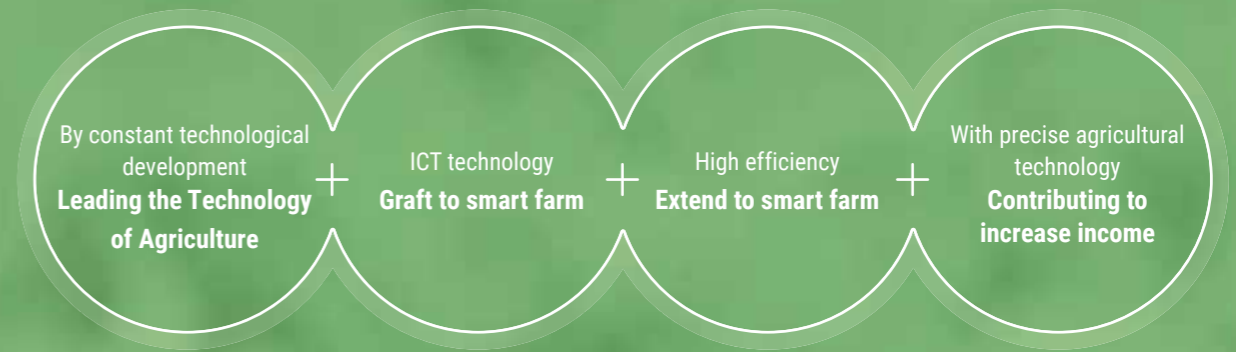 By constant technological
development
Leading the Technology
of Agriculture
+
ICT technology
Graft to smart farm
+
High efficiency
Extend to smart farm
+
With precise agricultural
technology
Contributing to
increase income